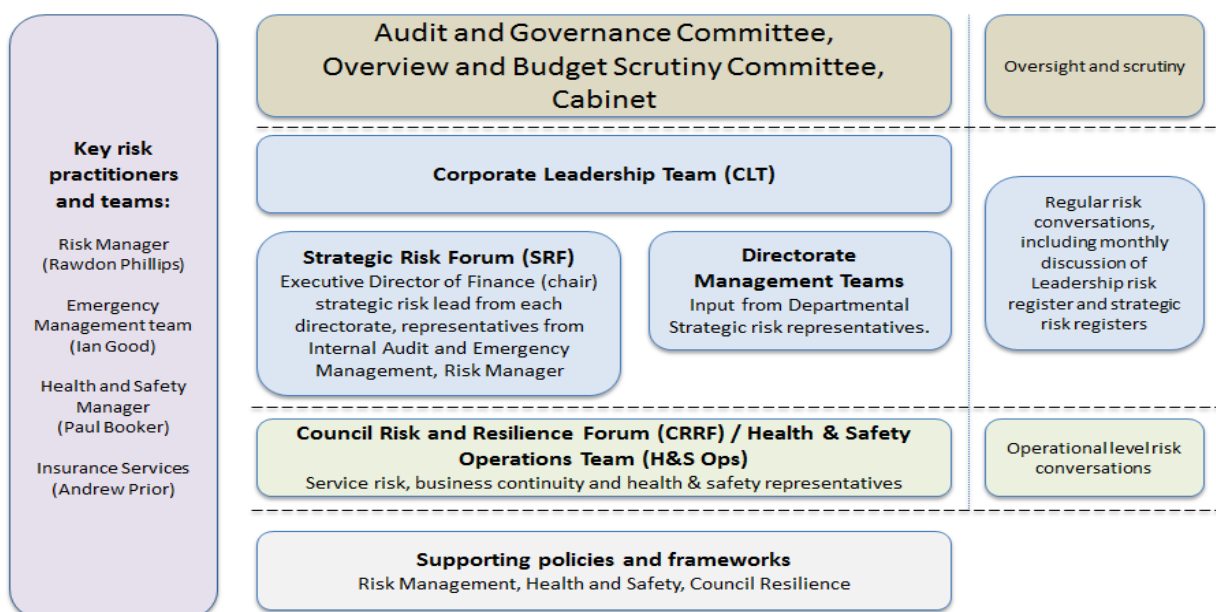 Key risk
practitioners
and teams:
Risk Manager
(Rawdon Phillips)
Emergency
Management team
(Ian Good)
Health and Safety
Manager
(Paul Booker)
Insurance Services
(Andrew Prior)
Audit and Governance Committee,
Overview and Budget Scrutiny Committee,
Cabinet
Oversight and scrutiny
Corporate Leadership Team (CLT)
Strategic Risk Forum (SRF)
Executive Director of Finance (chair)
strategic risk lead from each
directorate, representatives from
Internal Audit and Emergency
Management, Risk Manager
Directorate
Management Teams
Input from Departmental
Strategic risk representatives.
Regular risk
conversations,
including monthly
discussion of
Leadership risk
register and strategic
risk registers
Council Risk and Resilience Forum (CRRF) / Health & Safety
Operations Team (H&S Ops)
Service risk, business continuity and health & safety representatives
Operational level risk
conversations
Supporting policies and frameworks
Risk Management, Health and Safety, Council Resilience